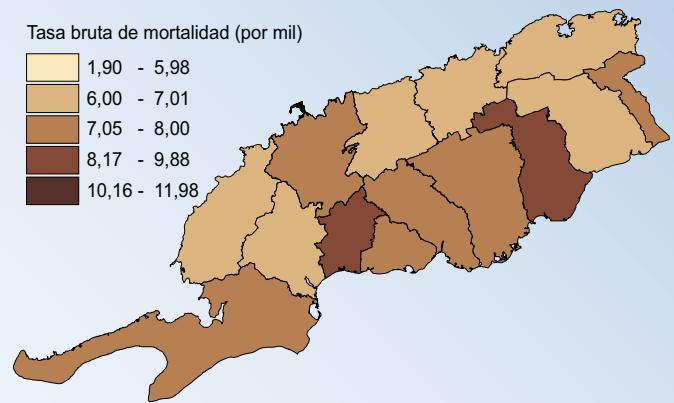 Tasa bruta de mortalidad (por mil)
1,90 - 5,98
6,00 - 7,01
7,05 - 8,00
8,17 - 9,88
10,16 - 11,98